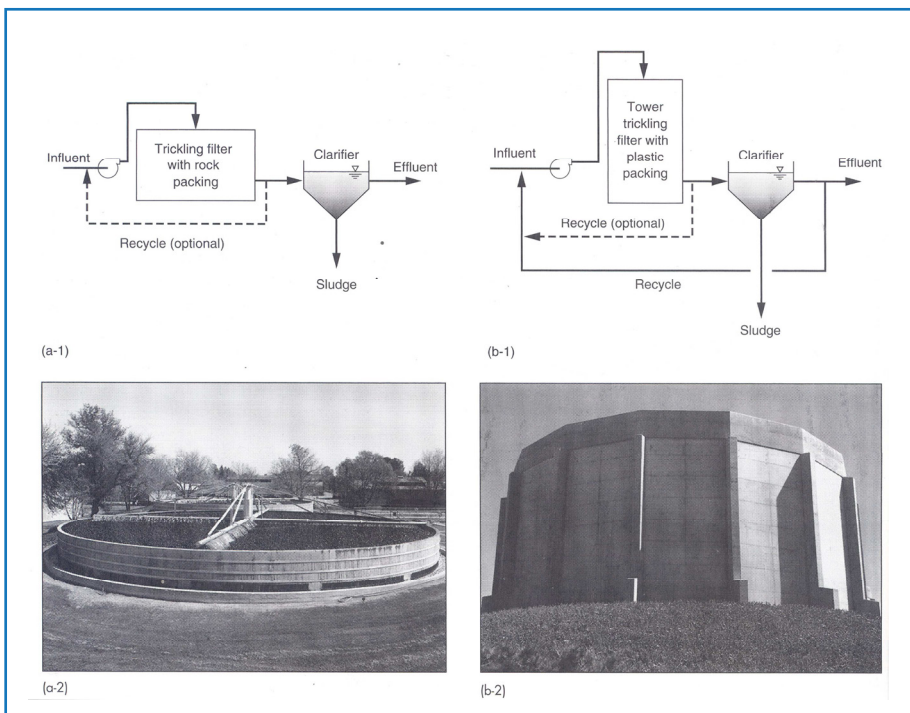 Influent
Trickling filter
with rock
packing
Clarifier
Effluent
Recycle (optional)
Sludge
(a-1)
Influent
Tower
trickling
filter with
plastic
packing
Clarifier
Effluent
Recycle (optional)
Recycle
Sludge
(b-1)
(a-2)
(b-2)